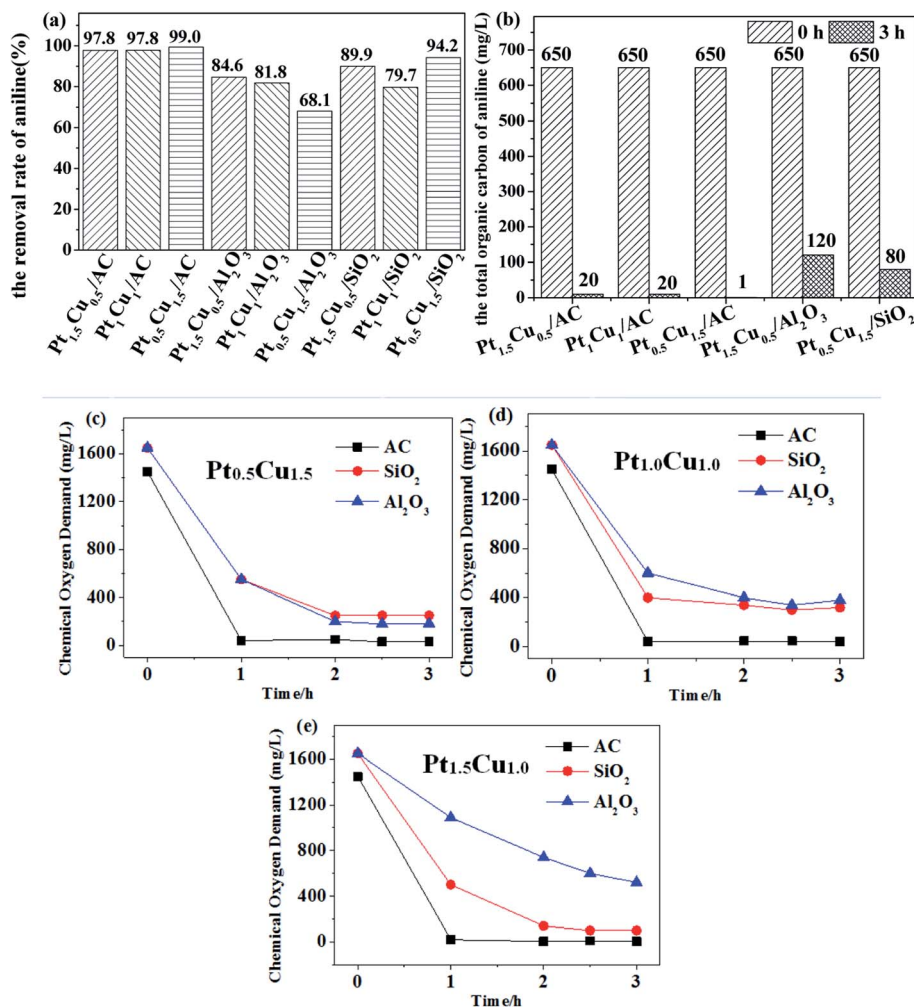 (a)
the removal rate of aniline(%)
100
80
60
40
20
0
97.8 97.8 99.0 84.6 81.8 68.1 89.9 79.7 94.2
Pt1.5Cu0.5/AC
Pt1Cu1/AC
Pt0.5Cu1.5/AC
Pt1.5Cu0.5/Al2O3
Pt1Cu1/Al2O3
Pt0.5Cu1.5/Al2O3
Pt1.5Cu0.5/SiO2
Pt1Cu1/SiO2
Pt0.5Cu1.5/SiO2
(b)
0 h 3 h
the total organic carbon of aniline (mg/L)
700
600
500
400
300
200
100
0
650 650 650 650 650
20 20 1 120 80
Pt1.5Cu0.5/AC
Pt1Cu1/AC
Pt0.5Cu1.5/AC
Pt1.5Cu0.5/Al2O3
Pt0.5Cu1.5/SiO2
(c)
Chemical Oxygen Demand (mg/L)
1600
1200
800
400
0
Pt0.5Cu1.5
AC
SiO2
Al2O3
0 1 2 3
Time/h
(d)
Chemical Oxygen Demand (mg/L)
1600
1200
800
400
0
Pt1.0Cu1.0
AC
SiO2
Al2O3
0 1 2 3
Time/h
(e)
Chemical Oxygen Demand (mg/L)
1600
1200
800
400
0
Pt1.5Cu1.0
AC
SiO2
Al2O3
0 1 2 3
Time/h